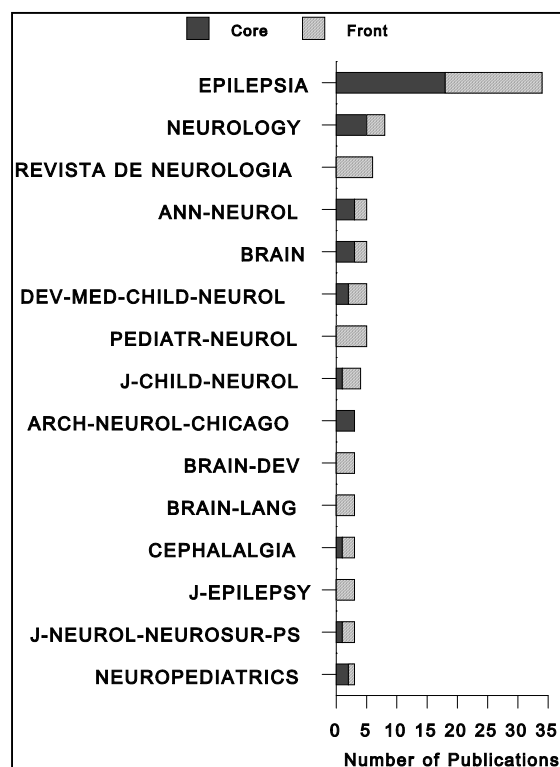 Core Front
EPILEPSIA
NEUROLOGY
REVISTA DE NEUROLOGIA
ANN-NEUROL
BRAIN
DEV-MED-CHILD-NEUROL
PEDIATR-NEUROL
J-CHILD-NEUROL
ARCH-NEUROL-CHICAGO
BRAIN-DEV
BRAIN-LANG
CEPHALALGIA
J-EPILEPSY
J-NEUROL-NEUROSUR-PS
NEUROPEDIATRICS
0 5 10 15 20 25 30 35
Number of Publications